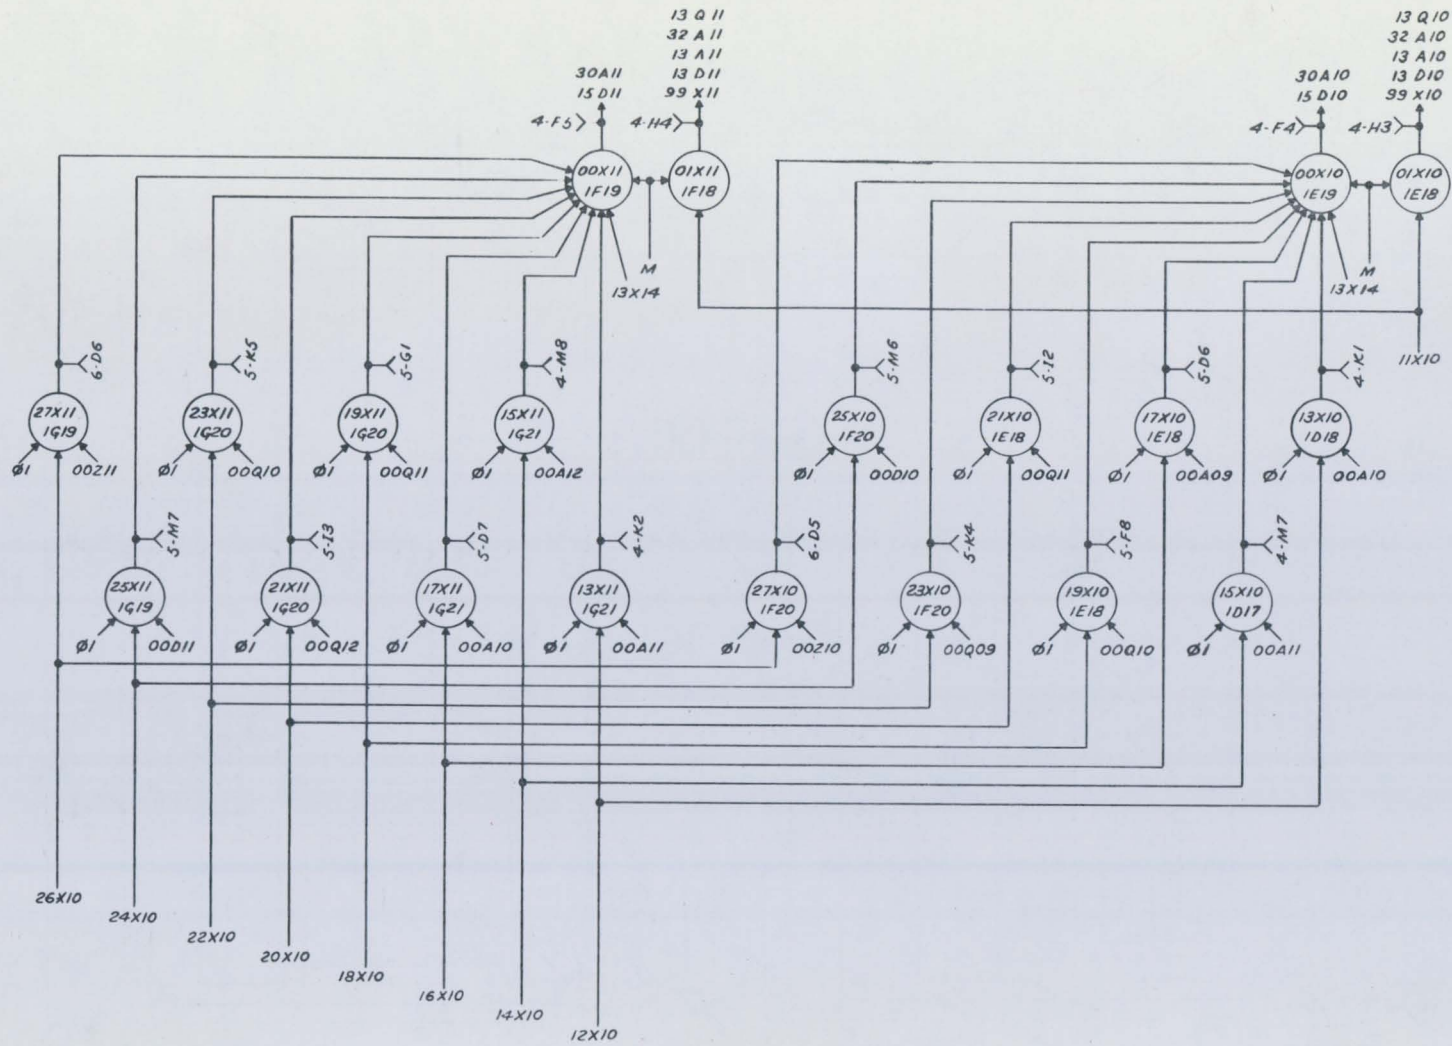 13 Q 11
32 A 11
13 A 11
13 D 11
99 X 11
30A11
15 D11
4-F5
4-H4
00X11
1F19
01X11
1F18
M
13X14
13 Q 10
32 A 10
13 A 10
13 D 10
99 X 10
30A10
15 D10
4-F4
4-H3
00X10
1E19
01X10
1E18
M
13X14
11X10
6-D6
27X11
1G19
Ø1
00Z11
5-K5
23X11
1G20
Ø1
00Q10
5-G1
19X11
1G20
Ø1
00Q11
4-M8
15X11
1G21
Ø1
00A12
5-M6
25X10
1F20
Ø1
00D10
5-I2
21X10
1E18
Ø1
00Q11
5-D6
17X10
1E18
Ø1
00A09
4-K1
13X10
1D18
Ø1
00A10
5-M7
25X11
1G19
Ø1
00D11
5-I3
21X11
1G20
Ø1
00Q12
5-D7
17X11
1G21
Ø1
00A10
4-K2
13X11
1G21
Ø1
00A11
6-D5
27X10
1F20
Ø1
00Z10
5-K4
23X10
1F20
Ø1
00Q09
5-F8
19X10
1E18
Ø1
00Q10
4-M7
15X10
1D17
Ø1
00A11
26X10
24X10
22X10
20X10
18X10
16X10
14X10
12X10